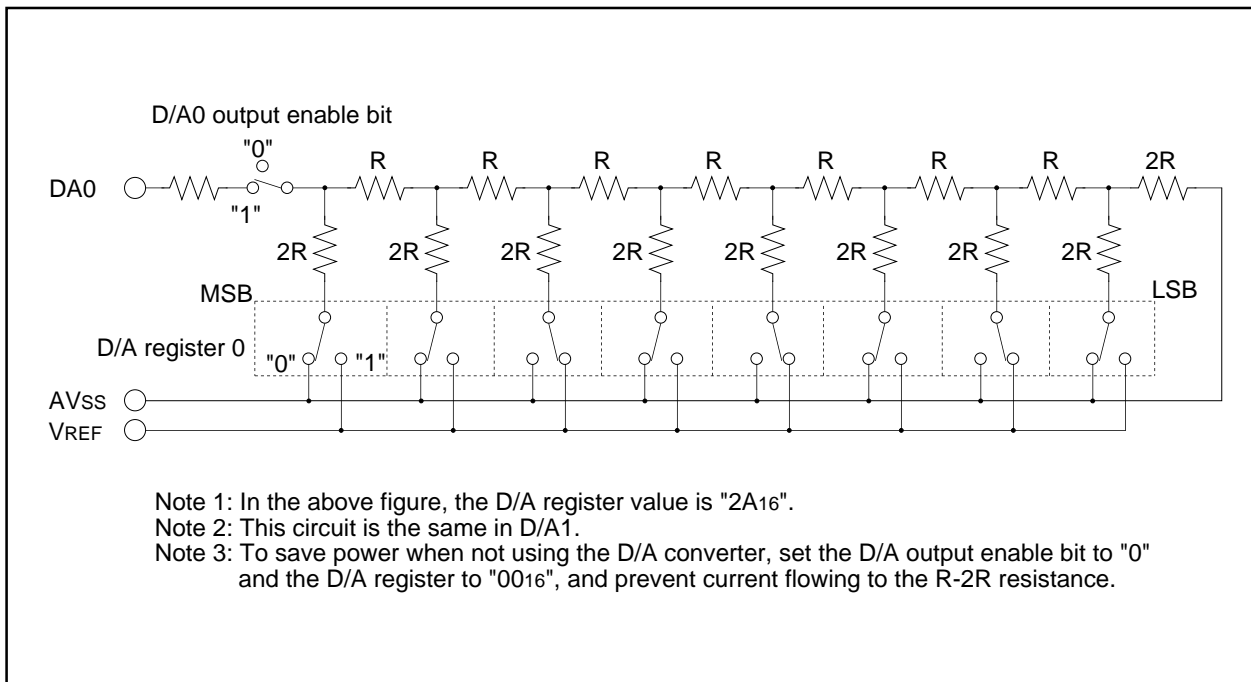 D/A0 output enable bit
"0"
R R R R R R R 2R
DA0
"1"
2R 2R 2R 2R 2R 2R 2R 2R
MSB LSB
D/A register 0
"0" "1"
AVSS
VREF
Note 1: In the above figure, the D/A register value is "2A16".
Note 2: This circuit is the same in D/A1.
Note 3: To save power when not using the D/A converter, set the D/A output enable bit to "0"
and the D/A register to "0016", and prevent current flowing to the R-2R resistance.